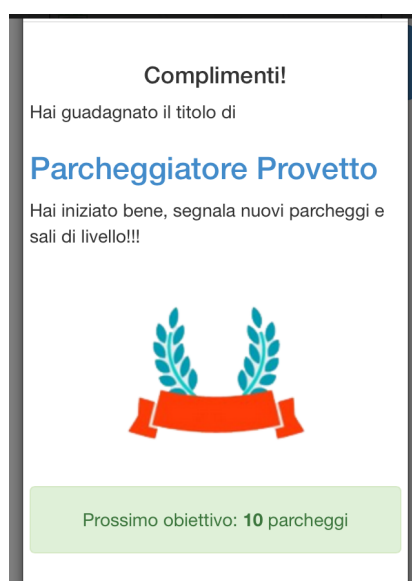 Complimenti!
Hai guadagnato il titolo di
Parcheggiatore Provetto
Hai iniziato bene, segnala nuovi parcheggi e
sali di livello!!!
Prossimo obiettivo: 10 parcheggi